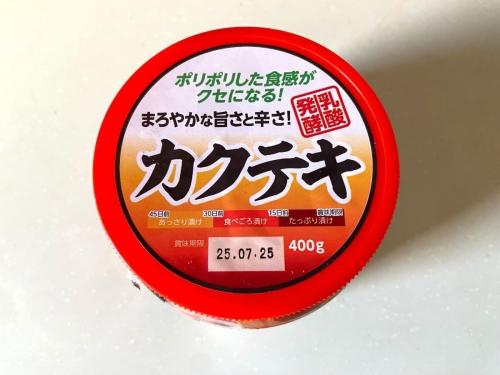 ポリポリした食感が
クセになる!
まろやかな旨さと辛さ!
乳酸
発酵
カクテキ
45日前 30日前 15日前 賞味期限
あっさり漬け 食べごろ漬け たっぷり漬け
賞味期限 25.07.25 400g